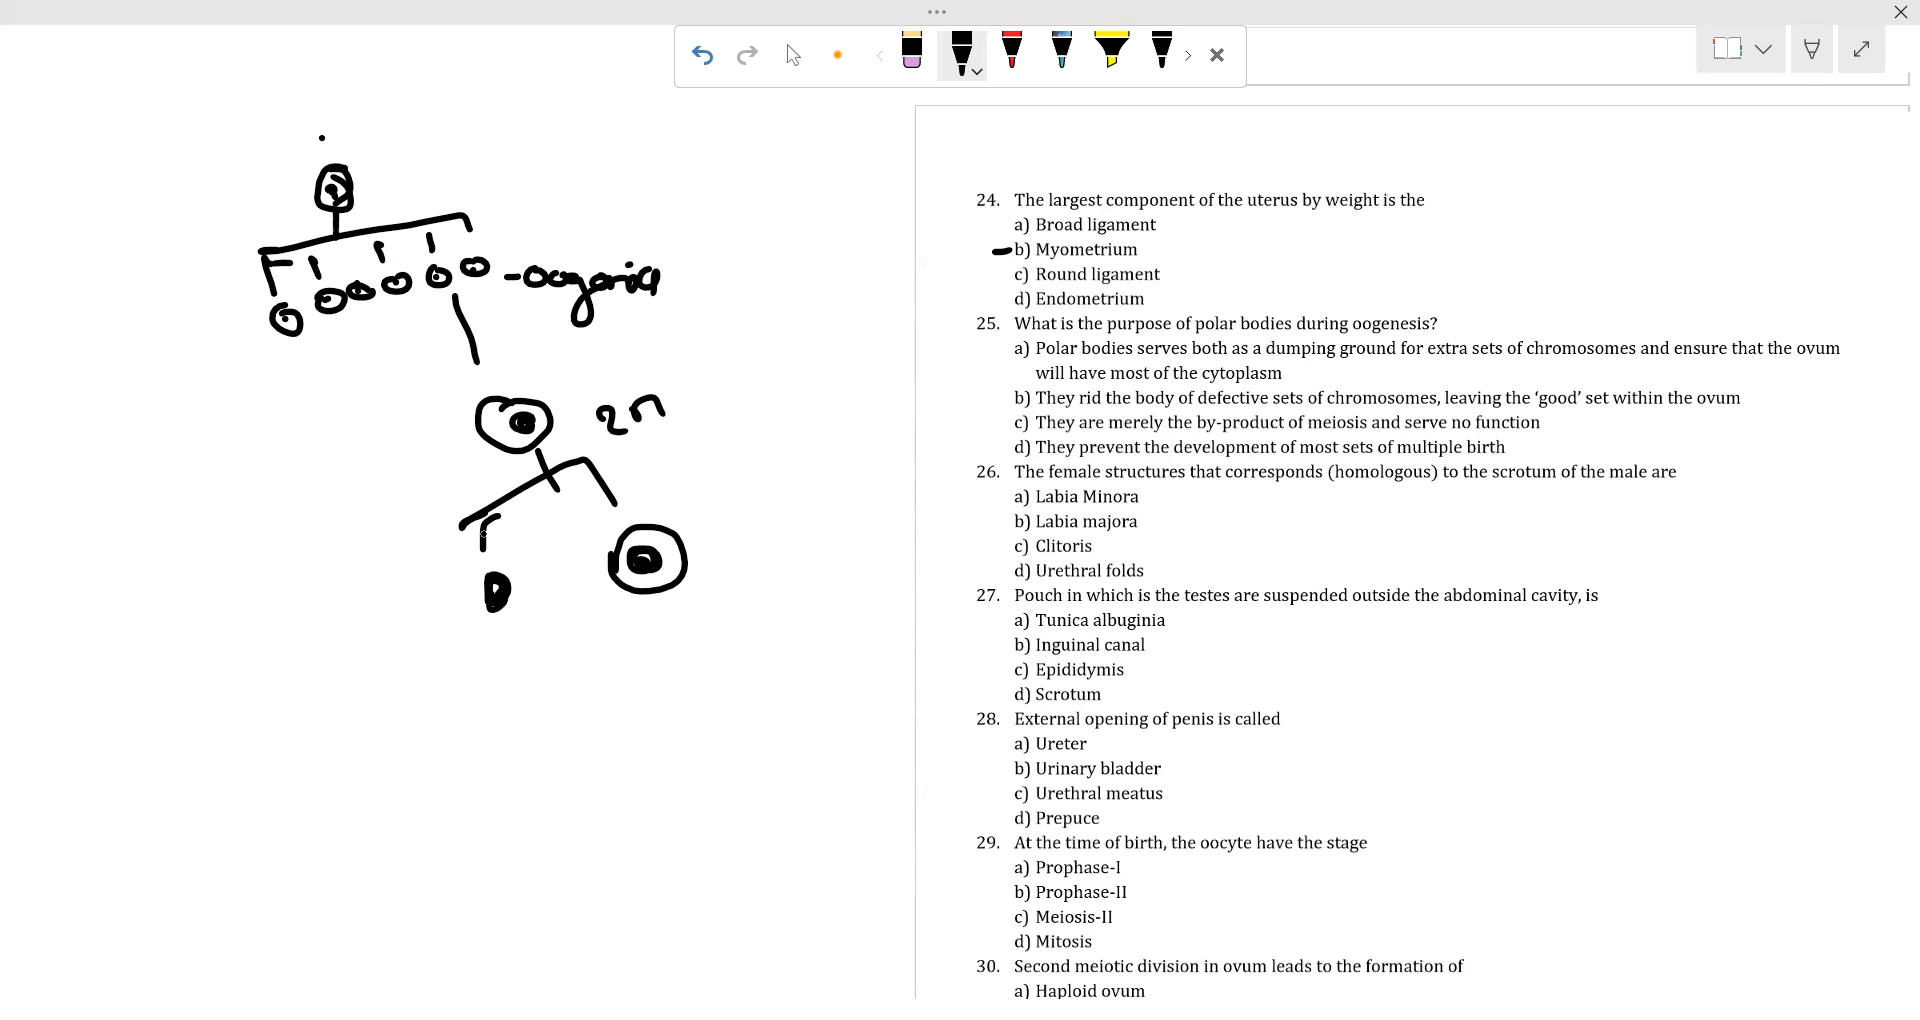 -oogonia
2n
24. The largest component of the uterus by weight is the
a) Broad ligament
b) Myometrium
c) Round ligament
d) Endometrium
25. What is the purpose of polar bodies during oogenesis?
a) Polar bodies serves both as a dumping ground for extra sets of chromosomes and ensure that the ovum
will have most of the cytoplasm
b) They rid the body of defective sets of chromosomes, leaving the ‘good’ set within the ovum
c) They are merely the by-product of meiosis and serve no function
d) They prevent the development of most sets of multiple birth
26. The female structures that corresponds (homologous) to the scrotum of the male are
a) Labia Minora
b) Labia majora
c) Clitoris
d) Urethral folds
27. Pouch in which is the testes are suspended outside the abdominal cavity, is
a) Tunica albuginia
b) Inguinal canal
c) Epididymis
d) Scrotum
28. External opening of penis is called
a) Ureter
b) Urinary bladder
c) Urethral meatus
d) Prepuce
29. At the time of birth, the oocyte have the stage
a) Prophase-I
b) Prophase-II
c) Meiosis-II
d) Mitosis
30. Second meiotic division in ovum leads to the formation of
a) Haploid ovum